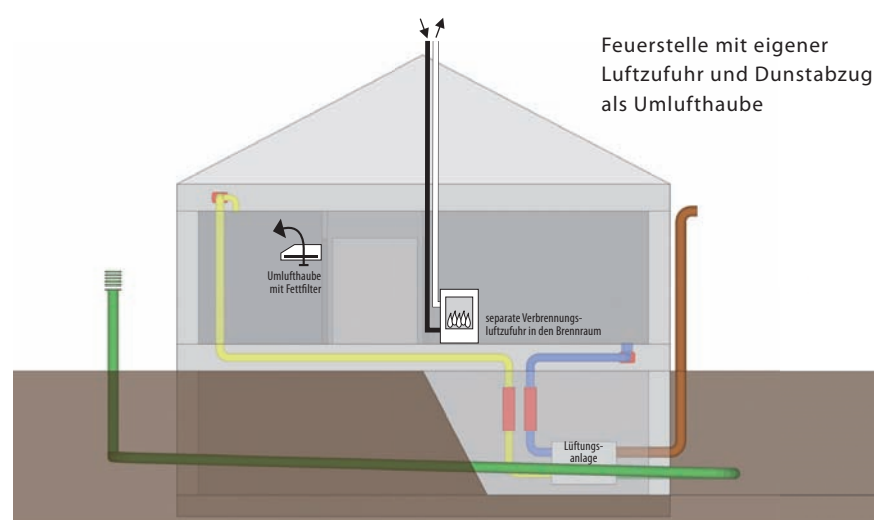 Feuerstelle mit eigener
Luftzufuhr und Dunstabzug
als Umlufthaube
Umlufthaube
mit Fettfilter
separate Verbrennungs-
luftzufuhr in den Brennraum
Lüftungs-
anlage